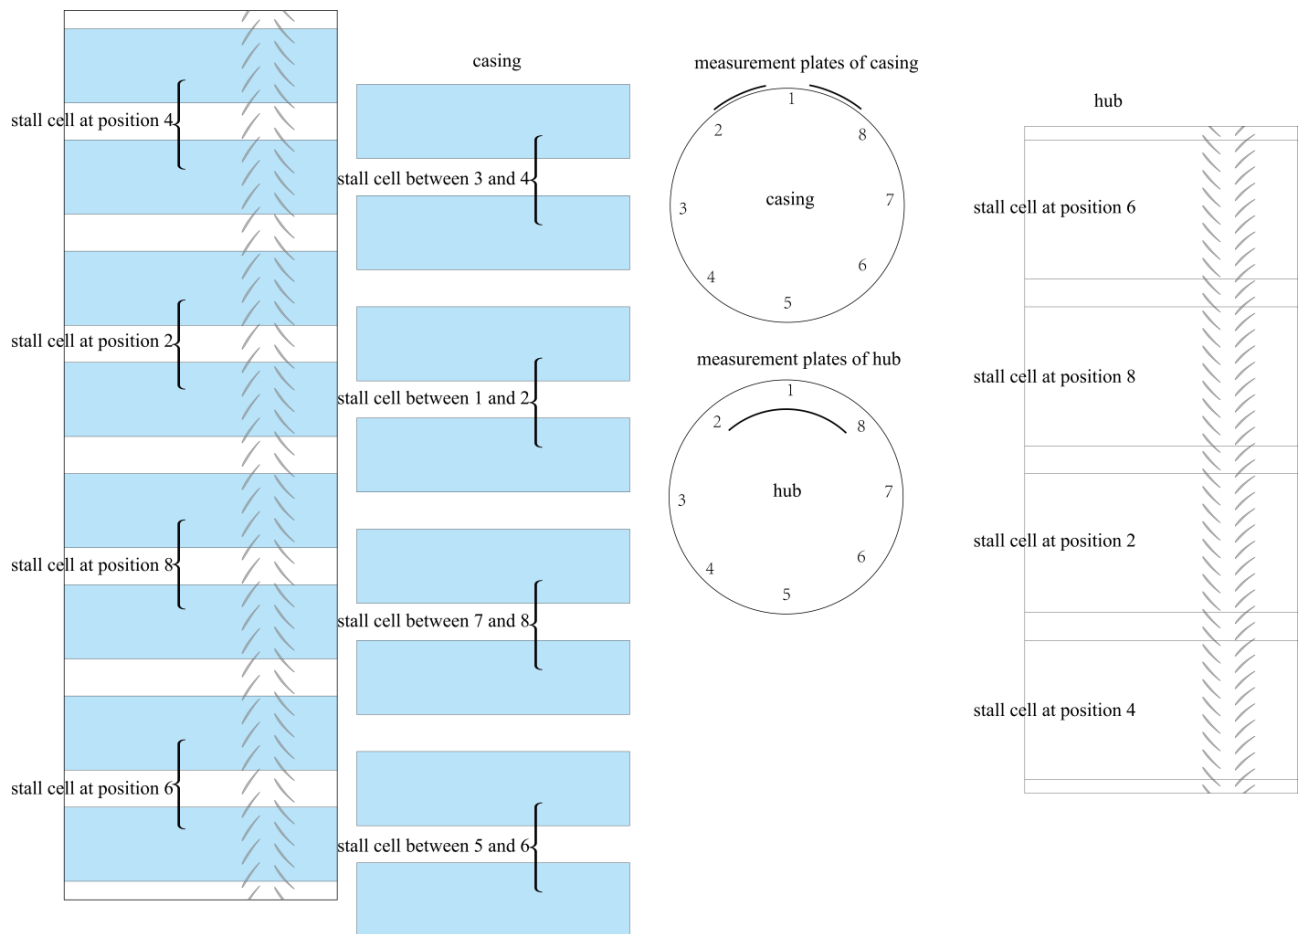 stall cell at position 4
stall cell at position 2
stall cell at position 8
stall cell at position 6
casing
stall cell between 3 and 4
stall cell between 1 and 2
stall cell between 7 and 8
stall cell between 5 and 6
measurement plates of casing
1
2
8
3
casing
7
4
6
5
measurement plates of hub
1
2
8
3
hub
7
4
6
5
hub
stall cell at position 6
stall cell at position 8
stall cell at position 2
stall cell at position 4